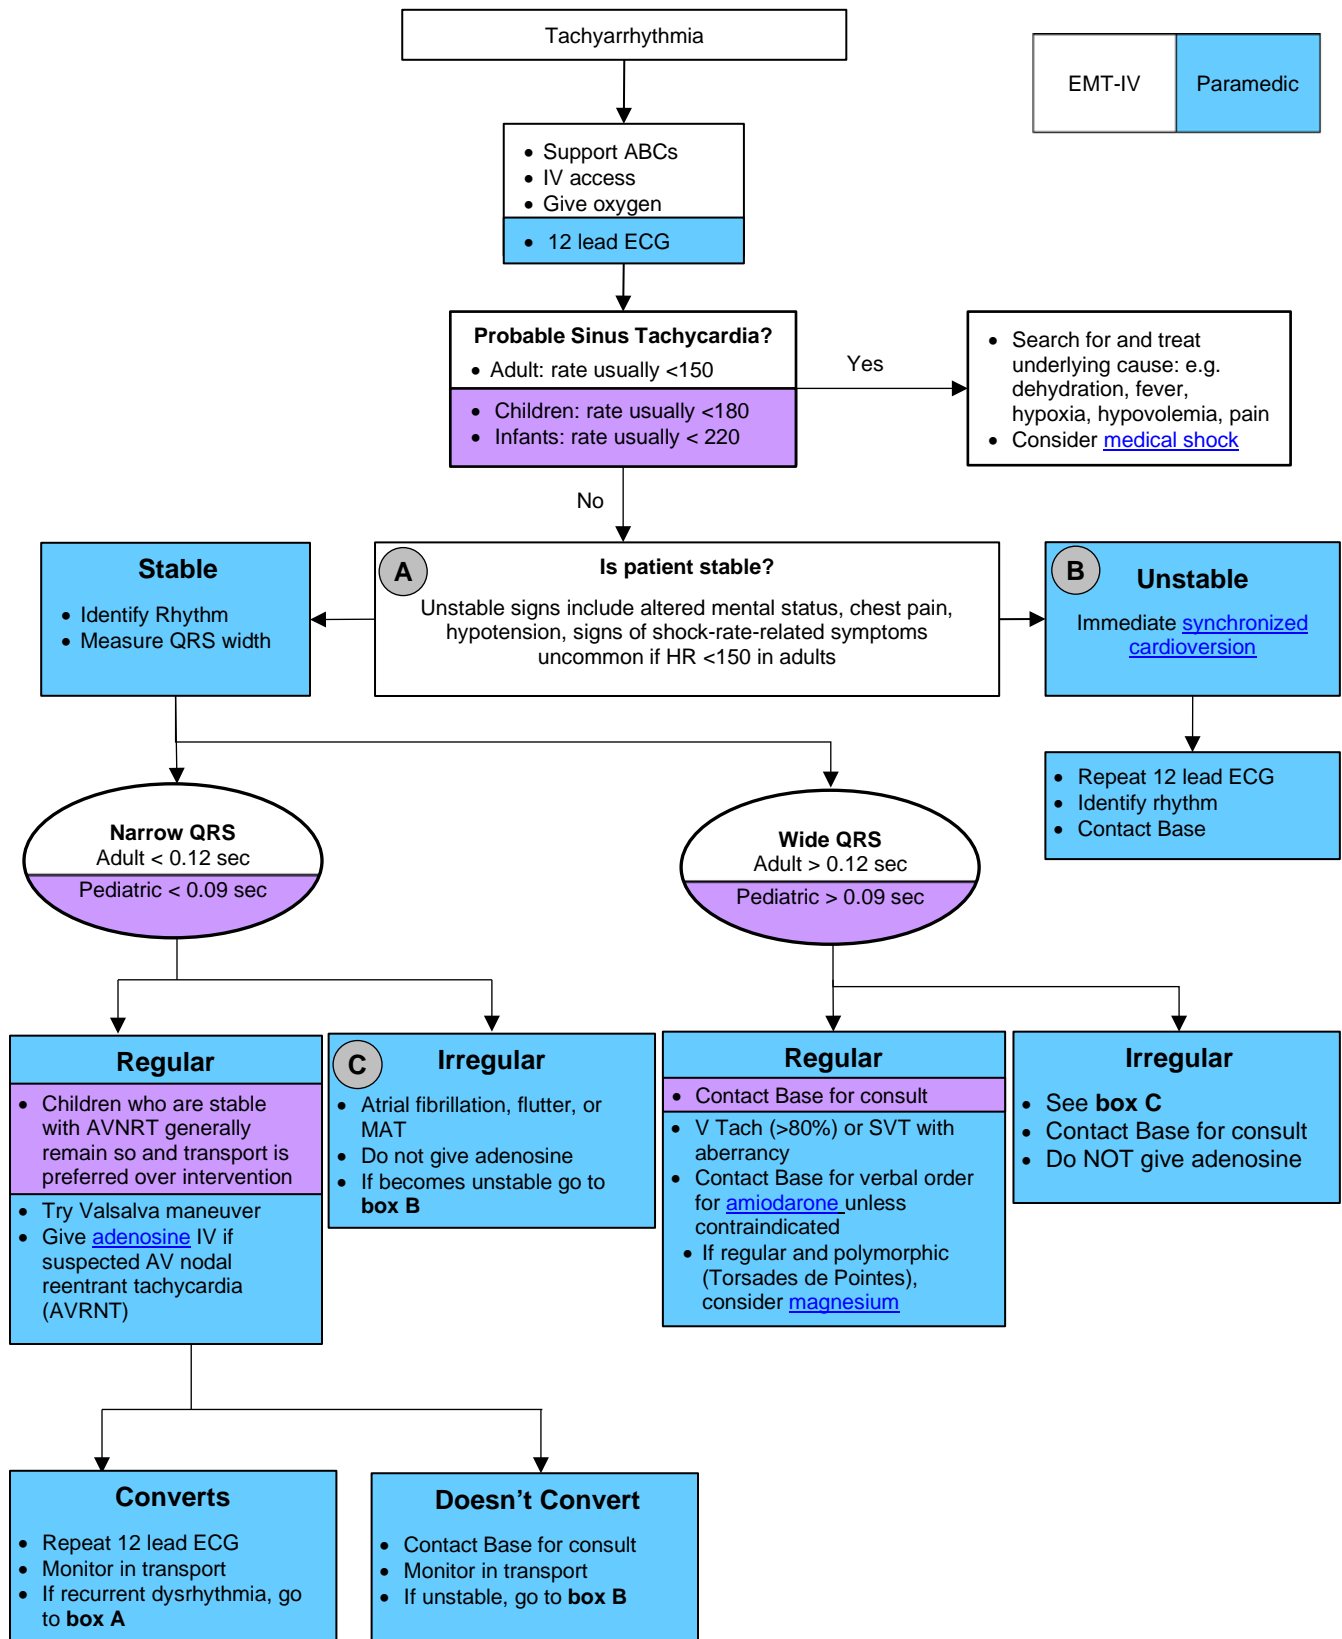 Tachyarrhythmia
EMT-IV
Paramedic
• Support ABCs
• IV access
• Give oxygen
• 12 lead ECG
Probable Sinus Tachycardia?
• Adult: rate usually <150
• Children: rate usually <180
• Infants: rate usually < 220
Yes
• Search for and treat
underlying cause: e.g.
dehydration, fever,
hypoxia, hypovolemia, pain
• Consider medical shock
No
Stable
• Identify Rhythm
• Measure QRS width
A
Is patient stable?
Unstable signs include altered mental status, chest pain,
hypotension, signs of shock-rate-related symptoms
uncommon if HR <150 in adults
B
Unstable
Immediate synchronized
cardioversion
• Repeat 12 lead ECG
• Identify rhythm
• Contact Base
Narrow QRS
Adult < 0.12 sec
Pediatric < 0.09 sec
Wide QRS
Adult > 0.12 sec
Pediatric > 0.09 sec
Regular
• Children who are stable
with AVNRT generally
remain so and transport is
preferred over intervention
• Try Valsalva maneuver
• Give adenosine IV if
suspected AV nodal
reentrant tachycardia
(AVRNT)
C
Irregular
• Atrial fibrillation, flutter, or
MAT
• Do not give adenosine
• If becomes unstable go to
box B
Regular
• Contact Base for consult
• V Tach (>80%) or SVT with
aberrancy
• Contact Base for verbal order
for amiodarone unless
contraindicated
• If regular and polymorphic
(Torsades de Pointes),
consider magnesium
Irregular
• See box C
• Contact Base for consult
• Do NOT give adenosine
Converts
• Repeat 12 lead ECG
• Monitor in transport
• If recurrent dysrhythmia, go
to box A
Doesn’t Convert
• Contact Base for consult
• Monitor in transport
• If unstable, go to box B